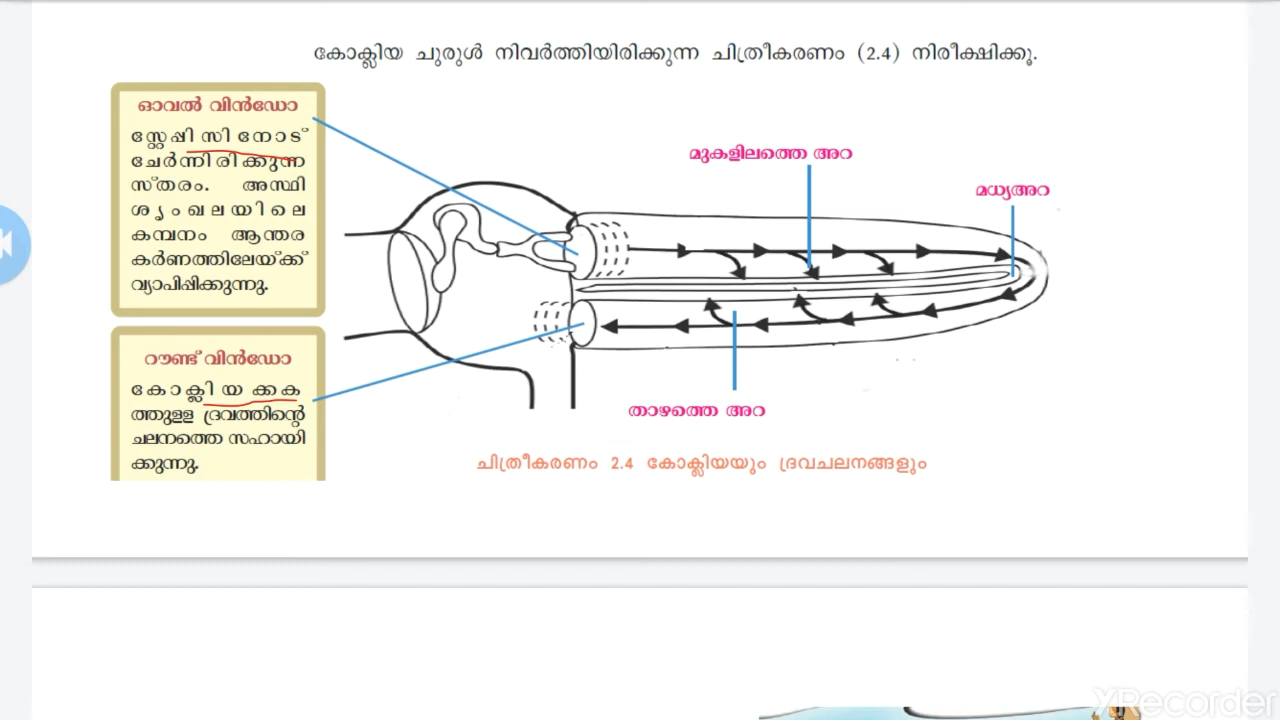 കോക്ലിയ ചുരുൾ നിവർത്തിയിരിക്കുന്ന ചിത്രീകരണം (2.4) നിരീക്ഷിക്കൂ.
ഓവൽ വിൻഡോ
സ്റ്റേപ്പിസിനോട്
ചേർന്നിരിക്കുന്ന
സ്തരം. അസ്ഥി
ശൃംഖലയിലെ
കമ്പനം ആന്തര
കർണത്തിലേയ്ക്ക്
വ്യാപിപ്പിക്കുന്നു.
മുകളിലത്തെ അറ
മധ്യഅറ
റൗണ്ട് വിൻഡോ
കോക്ലിയക്കക
ത്തുള്ള ദ്രവത്തിന്റെ
ചലനത്തെ സഹായി
ക്കുന്നു.
താഴത്തെ അറ
ചിത്രീകരണം 2.4 കോക്ലിയയും ദ്രവചലനങ്ങളും
XRecorder